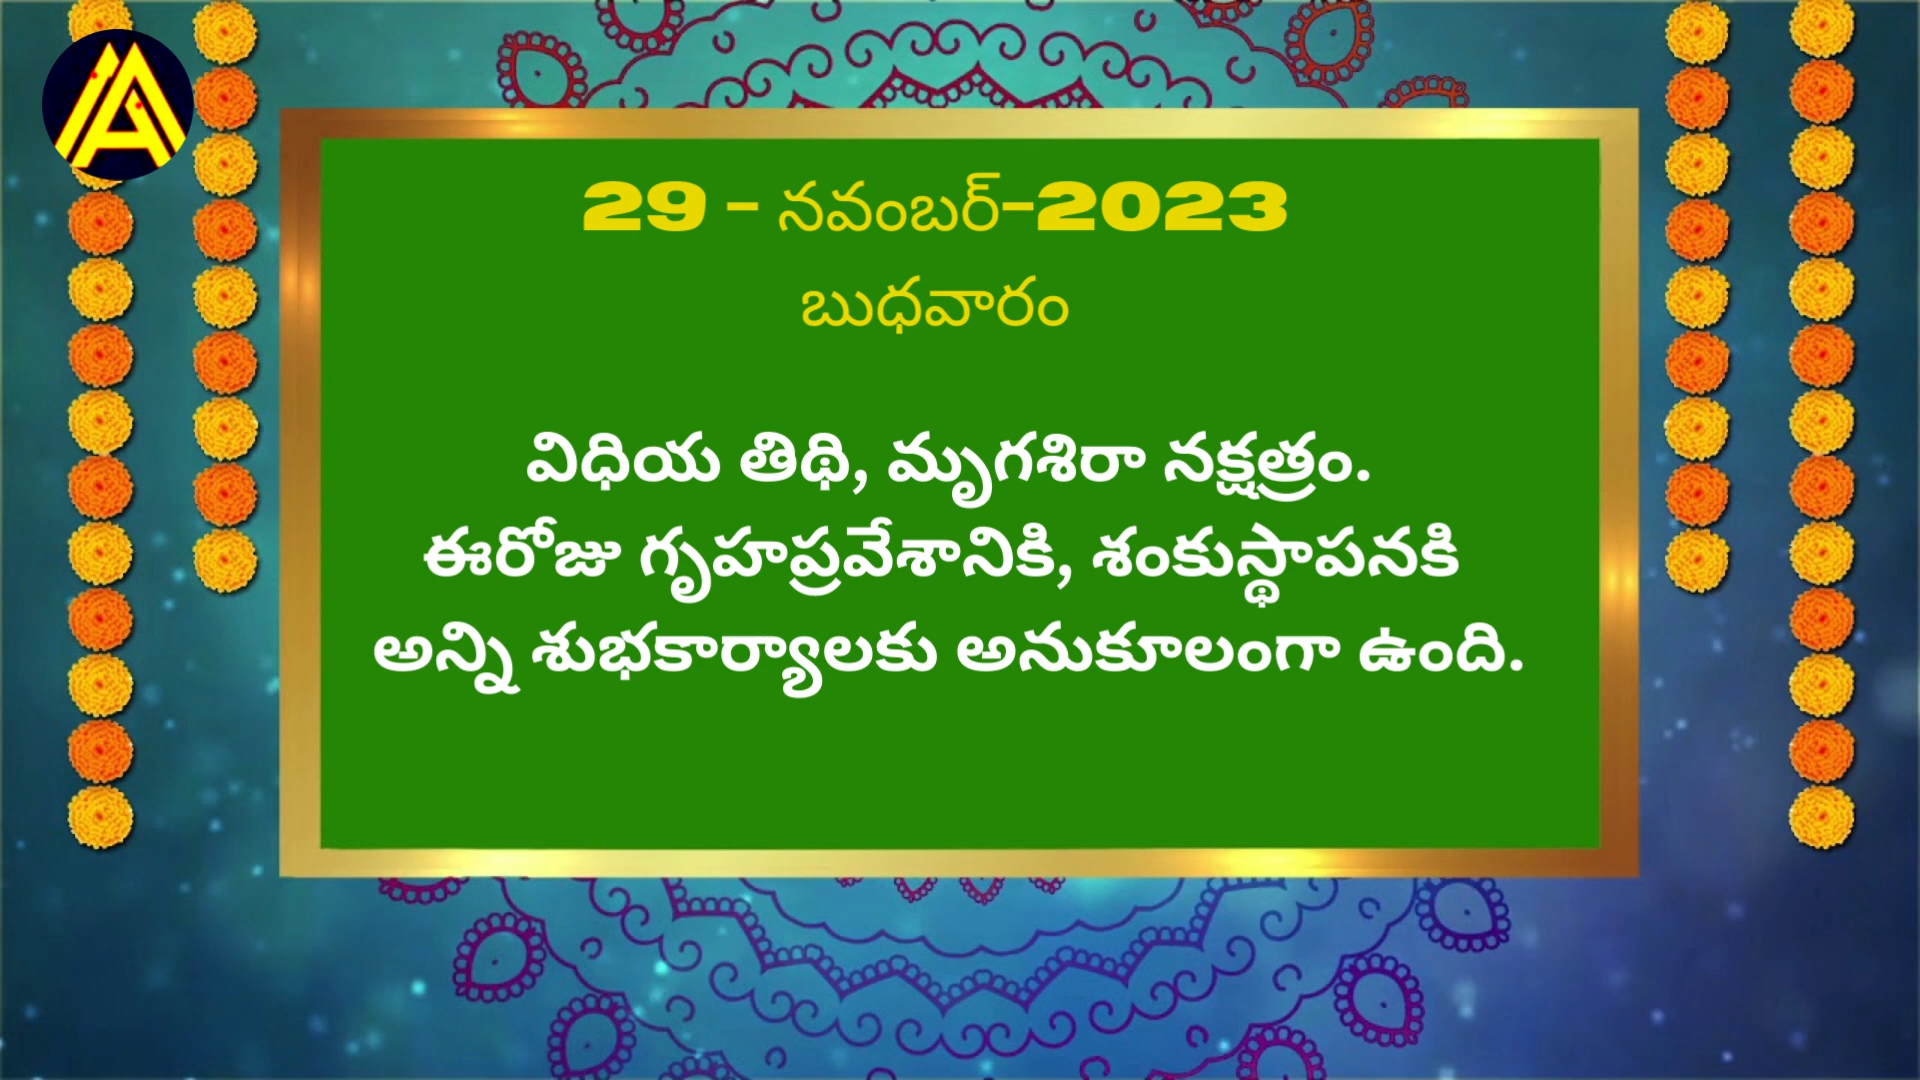 29 - నవంబర్-2023
బుధవారం
విధియ తిథి, మృగశిరా నక్షత్రం.
ఈరోజు గృహప్రవేశానికి, శంకుస్థాపనకి
అన్ని శుభకార్యాలకు అనుకూలంగా ఉంది.